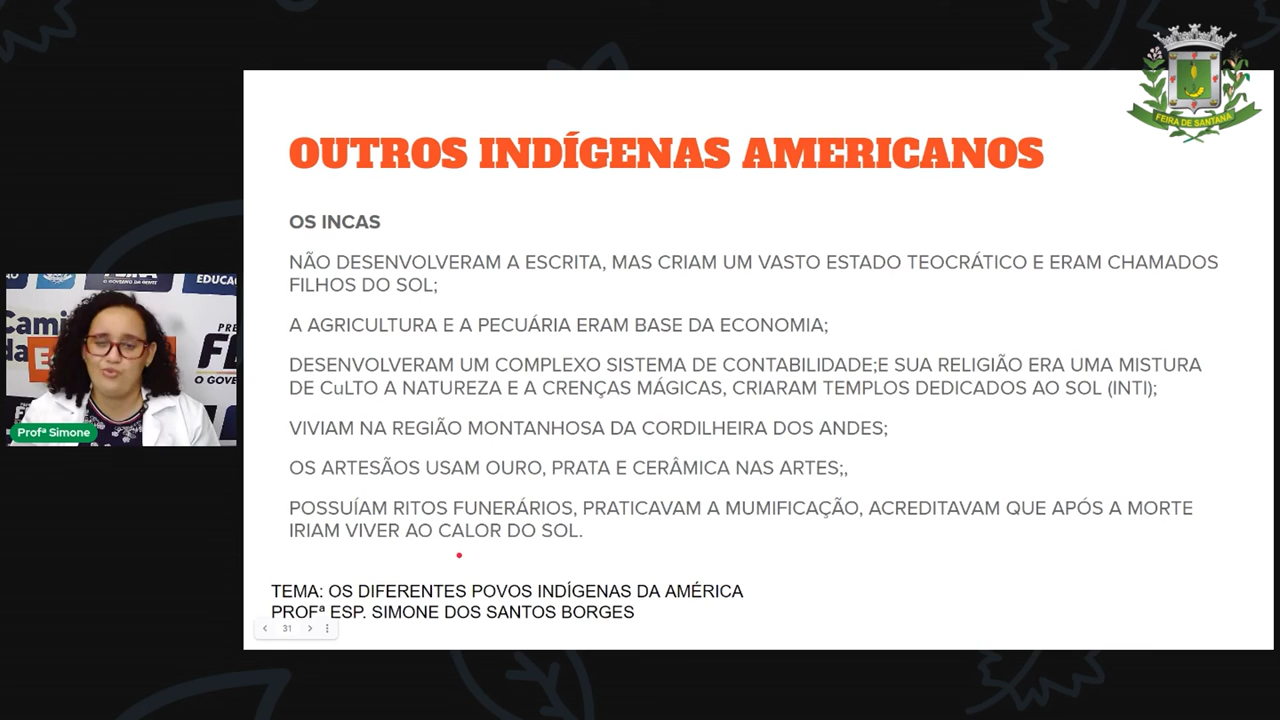 FEIRA DE SANTANA
OUTROS INDÍGENAS AMERICANOS
OS INCAS
NÃO DESENVOLVERAM A ESCRITA, MAS CRIAM UM VASTO ESTADO TEOCRÁTICO E ERAM CHAMADOS
FILHOS DO SOL;
A AGRICULTURA E A PECUÁRIA ERAM BASE DA ECONOMIA;
DESENVOLVERAM UM COMPLEXO SISTEMA DE CONTABILIDADE;E SUA RELIGIÃO ERA UMA MISTURA
DE CuLTO A NATUREZA E A CRENÇAS MÁGICAS, CRIARAM TEMPLOS DEDICADOS AO SOL (INTI);
VIVIAM NA REGIÃO MONTANHOSA DA CORDILHEIRA DOS ANDES;
OS ARTESÃOS USAM OURO, PRATA E CERÂMICA NAS ARTES;,
POSSUÍAM RITOS FUNERÁRIOS, PRATICAVAM A MUMIFICAÇÃO, ACREDITAVAM QUE APÓS A MORTE
IRIAM VIVER AO CALOR DO SOL.
TEMA: OS DIFERENTES POVOS INDÍGENAS DA AMÉRICA
PROFª ESP. SIMONE DOS SANTOS BORGES
31
Profª Simone